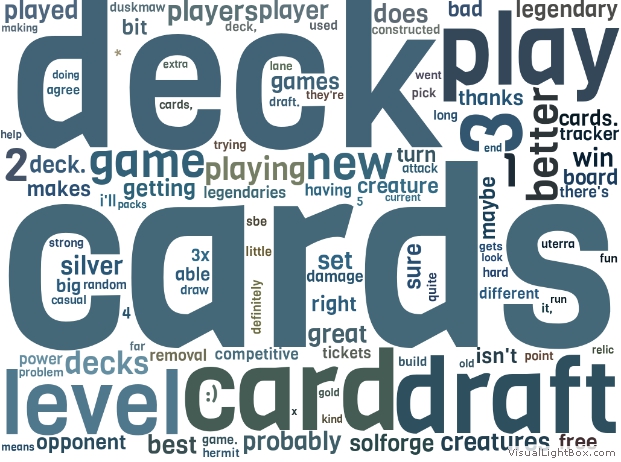 played players player does bad legendary
making duskmaw bit deck, used constructed
deck play
* extra lane games went
doing agree cards, draft. they're pick thanks
long 3 end better cards. tracker
help trying
2 deck. game playing new turn attack 1 win board
makes getting legendaries having creature there's
i'll packs 5 current maybe
cards
strong sbe gets uterra
silver 3x little set sure look fun
big random able damage quite hard
casual draw definitely right different run it,
4 great
far
power decks removal competitive tickets build old isn't point relic
problem
level card draft
:) gold x kind
means opponent best game. hermit probably solforge creatures free
VisualLightBox.com